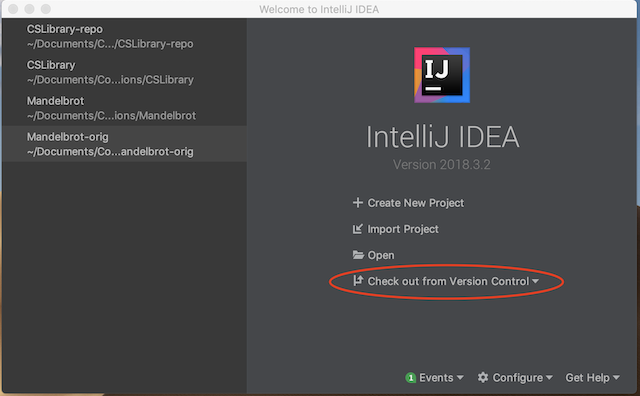 Welcome to IntelliJ IDEA
CSLibrary-repo
~/Documents/C.../CSLibrary-repo
CSLibrary
~/Documents/Co...ions/CSLibrary
Mandelbrot
~/Documents/C...ions/Mandelbrot
Mandelbrot-orig
~/Documents/Co...andelbrot-orig
IJ
IntelliJ IDEA
Version 2018.3.2
Create New Project
Import Project
Open
Check out from Version Control
1 Events
Configure
Get Help